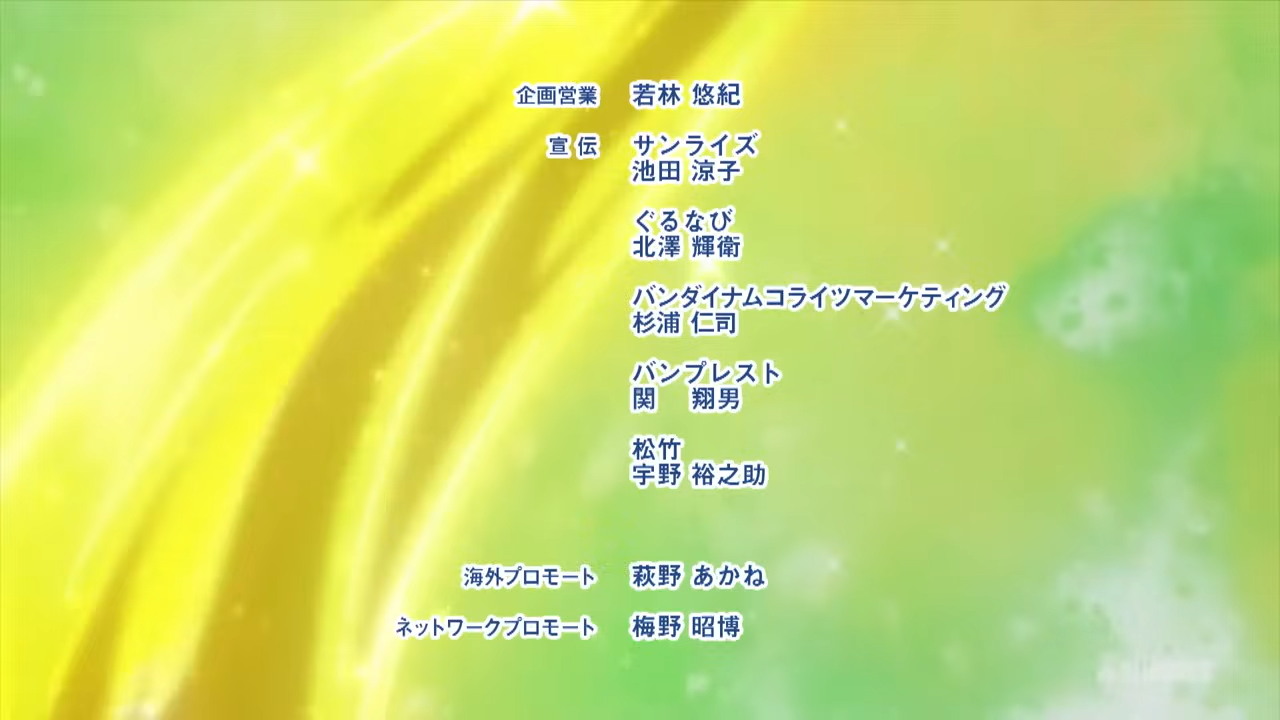 企画営業 若林 悠紀
宣伝 サンライズ
池田 涼子
ぐるなび
北澤 輝衛
バンダイナムコライツマーケティング
杉浦 仁司
バンプレスト
関 翔男
松竹
宇野 裕之助
海外プロモート 萩野 あかね
ネットワークプロモート 梅野 昭博